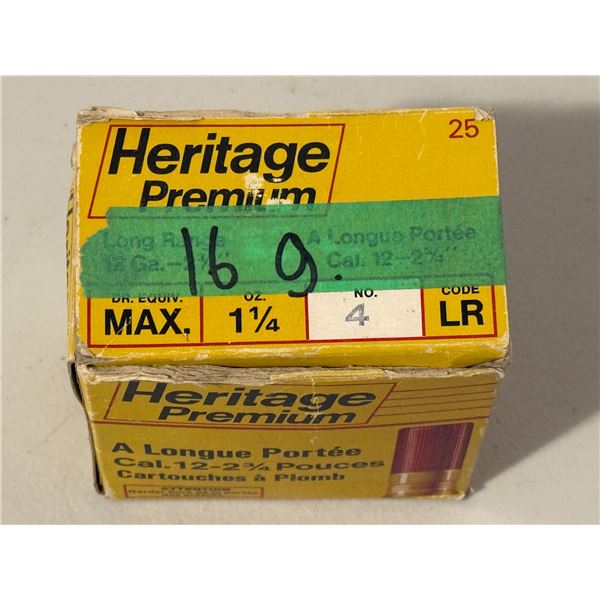 Heritage
25
Premium
Long Range
A Longue Portée
12 Ga.
Cal. 12-2¾"
16 g.
DR. EQUIV.
OZ.
NO.
CODE
MAX.
1¼
4
LR
Heritage
Premium
A Longue Portée
Cal. 12-2¾ Pouces
Cartouches à Plomb
ATTENTION